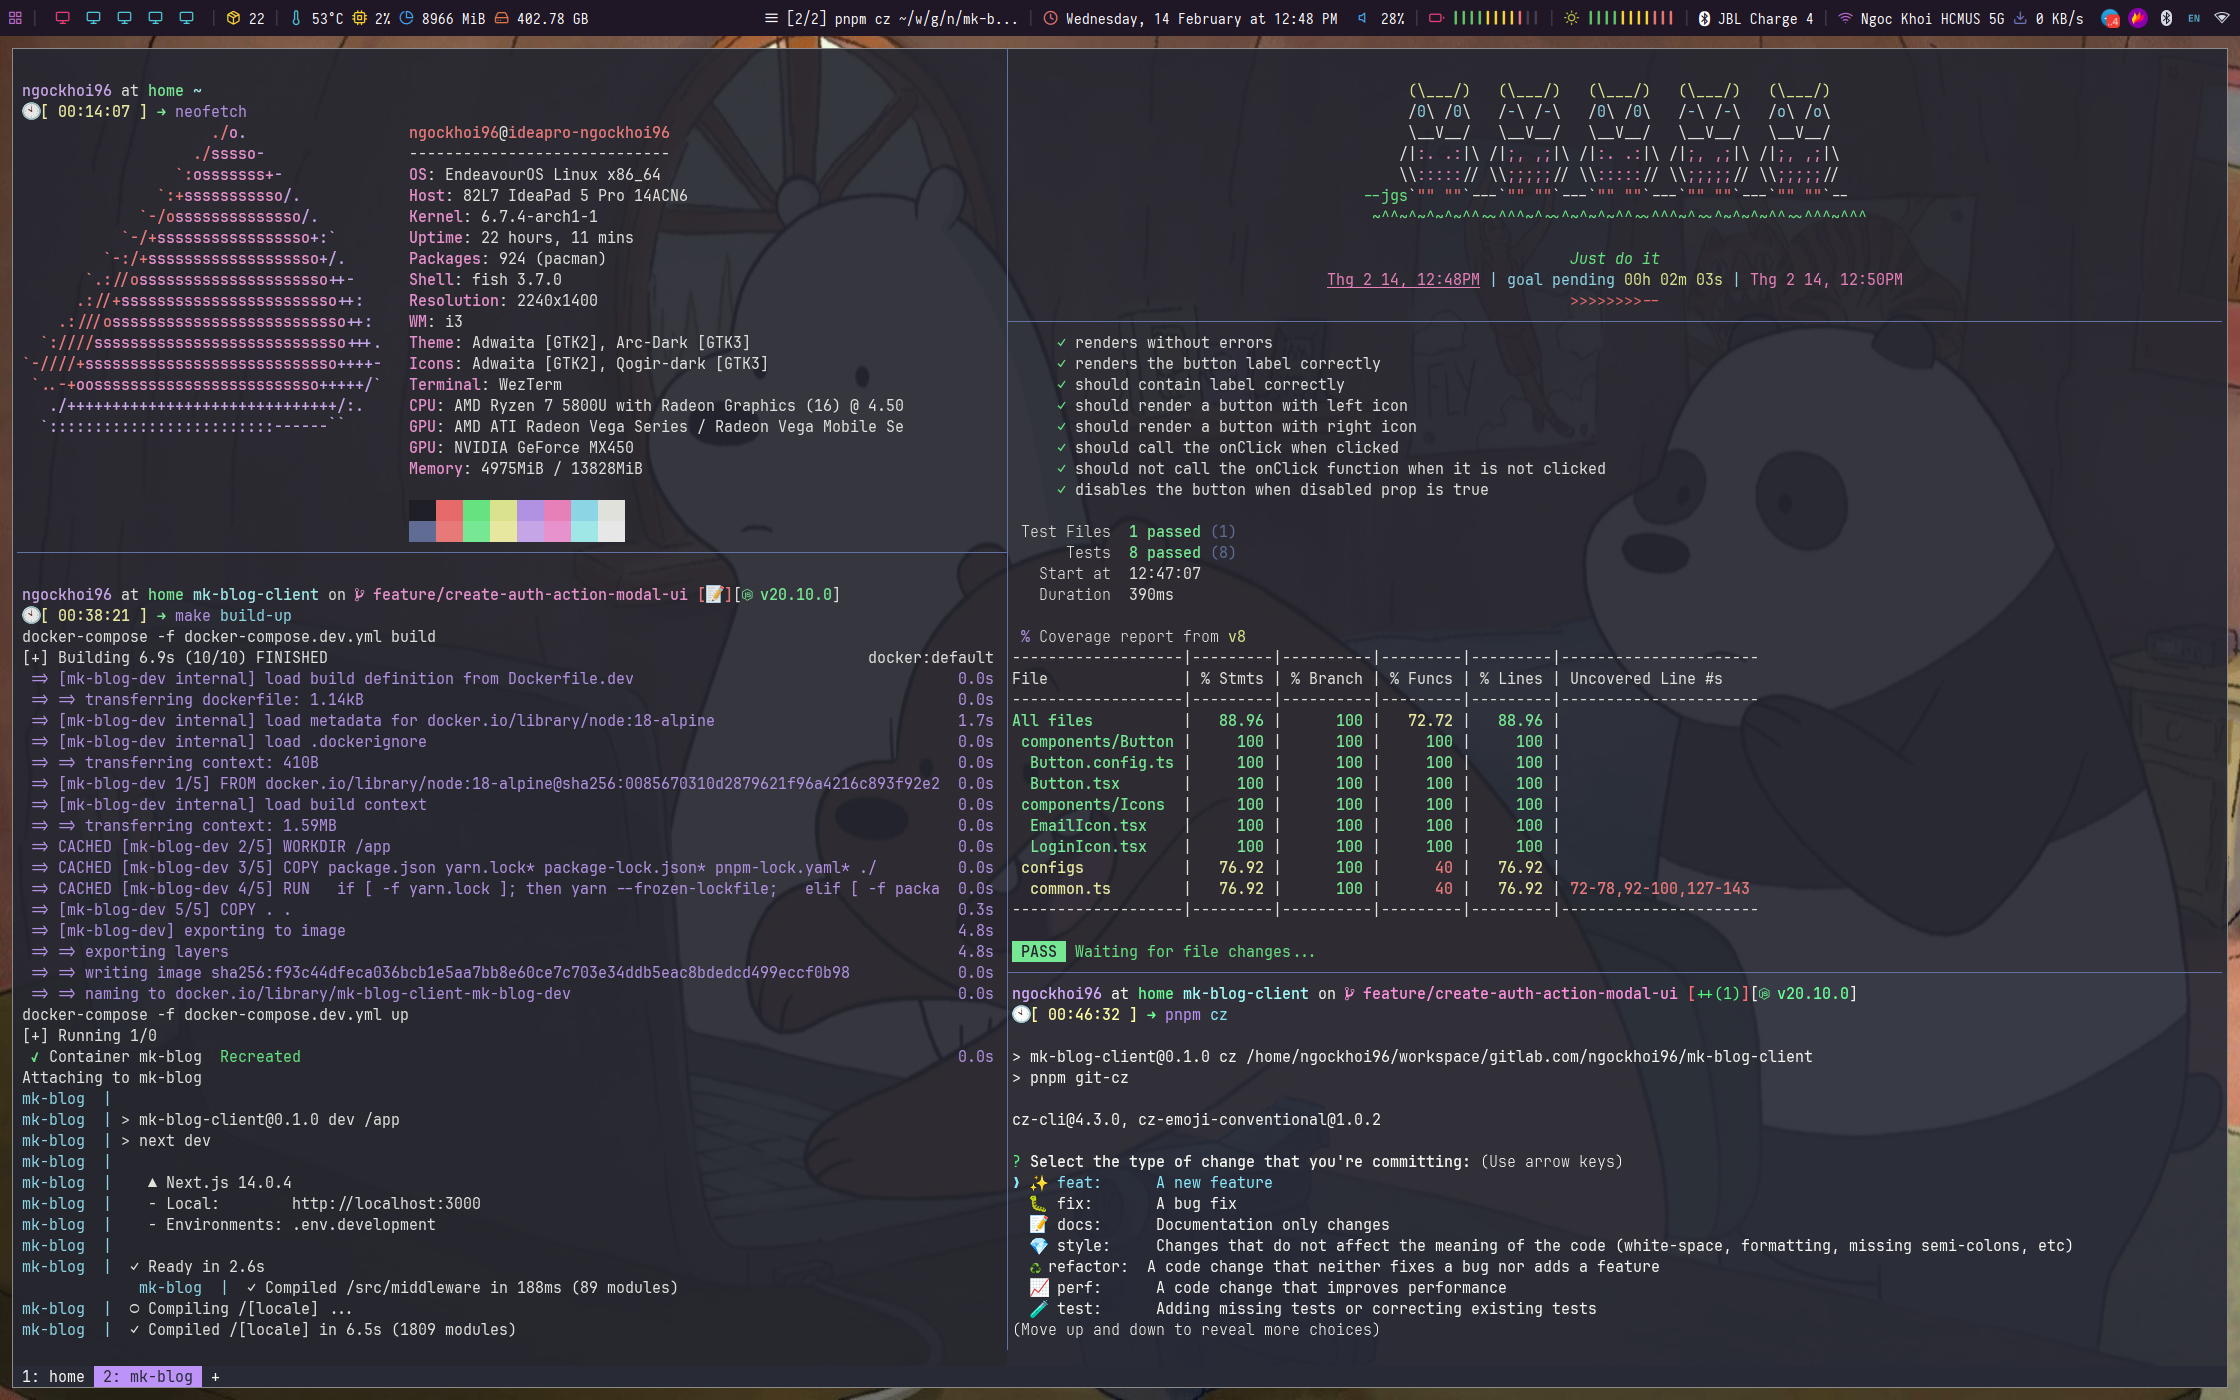 22 53°C 2% 8966 MiB 402.78 GB [2/2] pnpm cz ~/w/g/n/mk-b... Wednesday, 14 February at 12:48 PM 28% JBL Charge 4 Ngoc Khoi HCMUS 5G 0 KB/s EN
ngockhoi96 at home ~
[ 00:14:07 ] → neofetch
./o.
./sssso-
`:osssssss+-
`:+sssssssssso/.
`-/ossssssssssssso/.
`-/+sssssssssssssssso+:`
`-:/+sssssssssssssssssso+/.
`.://osssssssssssssssssssso++-
.://+ssssssssssssssssssssssso++:
.:///ossssssssssssssssssssssssso++:
`:////ssssssssssssssssssssssssssso+++.
`-////+ssssssssssssssssssssssssssso++++-
`..-+oosssssssssssssssssssssssso+++++/`
./++++++++++++++++++++++++++++++/:.
`:::::::::::::::::::::::::------``
ngockhoi96@ideapro-ngockhoi96
-----------------------------
OS: EndeavourOS Linux x86_64
Host: 82L7 IdeaPad 5 Pro 14ACN6
Kernel: 6.7.4-arch1-1
Uptime: 22 hours, 11 mins
Packages: 924 (pacman)
Shell: fish 3.7.0
Resolution: 2240x1400
WM: i3
Theme: Adwaita [GTK2], Arc-Dark [GTK3]
Icons: Adwaita [GTK2], Qogir-dark [GTK3]
Terminal: WezTerm
CPU: AMD Ryzen 7 5800U with Radeon Graphics (16) @ 4.50
GPU: AMD ATI Radeon Vega Series / Radeon Vega Mobile Se
GPU: NVIDIA GeForce MX450
Memory: 4975MiB / 13828MiB
ngockhoi96 at home mk-blog-client on feature/create-auth-action-modal-ui [📝][ v20.10.0]
[ 00:38:21 ] → make build-up
docker-compose -f docker-compose.dev.yml build
[+] Building 6.9s (10/10) FINISHED docker:default
=> [mk-blog-dev internal] load build definition from Dockerfile.dev 0.0s
=> => transferring dockerfile: 1.14kB 0.0s
=> [mk-blog-dev internal] load metadata for docker.io/library/node:18-alpine 1.7s
=> [mk-blog-dev internal] load .dockerignore 0.0s
=> => transferring context: 410B 0.0s
=> [mk-blog-dev 1/5] FROM docker.io/library/node:18-alpine@sha256:0085670310d2879621f96a4216c893f92e2 0.0s
=> [mk-blog-dev internal] load build context 0.0s
=> => transferring context: 1.59MB 0.0s
=> CACHED [mk-blog-dev 2/5] WORKDIR /app 0.0s
=> CACHED [mk-blog-dev 3/5] COPY package.json yarn.lock* package-lock.json* pnpm-lock.yaml* ./ 0.0s
=> CACHED [mk-blog-dev 4/5] RUN   if [ -f yarn.lock ]; then yarn --frozen-lockfile;   elif [ -f packa 0.0s
=> [mk-blog-dev 5/5] COPY . . 0.3s
=> [mk-blog-dev] exporting to image 4.8s
=> => exporting layers 4.8s
=> => writing image sha256:f93c44dfeca036bcb1e5aa7bb8e60ce7c703e34ddb5eac8bdedcd499eccf0b98 0.0s
=> => naming to docker.io/library/mk-blog-client-mk-blog-dev 0.0s
docker-compose -f docker-compose.dev.yml up
[+] Running 1/0
✓ Container mk-blog  Recreated 0.0s
Attaching to mk-blog
mk-blog  |
mk-blog  | > mk-blog-client@0.1.0 dev /app
mk-blog  | > next dev
mk-blog  |
mk-blog  |    ▲ Next.js 14.0.4
mk-blog  |    - Local:        http://localhost:3000
mk-blog  |    - Environments: .env.development
mk-blog  |
mk-blog  |  ✓ Ready in 2.6s
mk-blog  |  ✓ Compiled /src/middleware in 188ms (89 modules)
mk-blog  |  ○ Compiling /[locale] ...
mk-blog  |  ✓ Compiled /[locale] in 6.5s (1809 modules)
(\___/)   (\___/)   (\___/)   (\___/)   (\___/)
/0\ /0\   /-\ /-\   /0\ /0\   /-\ /-\   /o\ /o\
\__V__/   \__V__/   \__V__/   \__V__/   \__V__/
/|:. .:|\ /|;, ,;|\ /|:. .:|\ /|;, ,;|\ /|;, ,;|\
\\:::::// \\;;;;;// \\:::::// \\;;;;;// \\;;;;;//
--jgs`"" ""`---`"" ""`---`"" ""`---`"" ""`---`"" ""`--
~^^~^~^~^~^^~~^^^~^~~^~^~^~^^~~^^^~^~~^~^~^~^^~~^^^~^^^
Just do it
Thg 2 14, 12:48PM | goal pending 00h 02m 03s | Thg 2 14, 12:50PM
>>>>>>>>--
✓ renders without errors
✓ renders the button label correctly
✓ should contain label correctly
✓ should render a button with left icon
✓ should render a button with right icon
✓ should call the onClick when clicked
✓ should not call the onClick function when it is not clicked
✓ disables the button when disabled prop is true
Test Files  1 passed (1)
Tests  8 passed (8)
Start at  12:47:07
Duration  390ms
% Coverage report from v8
-------------------|---------|----------|---------|---------|----------------------
File               | % Stmts | % Branch | % Funcs | % Lines | Uncovered Line #s
-------------------|---------|----------|---------|---------|----------------------
All files          |   88.96 |      100 |   72.72 |   88.96 |
components/Button |     100 |      100 |     100 |     100 |
Button.config.ts |     100 |      100 |     100 |     100 |
Button.tsx       |     100 |      100 |     100 |     100 |
components/Icons  |     100 |      100 |     100 |     100 |
EmailIcon.tsx    |     100 |      100 |     100 |     100 |
LoginIcon.tsx    |     100 |      100 |     100 |     100 |
configs           |   76.92 |      100 |      40 |   76.92 |
common.ts        |   76.92 |      100 |      40 |   76.92 | 72-78,92-100,127-143
-------------------|---------|----------|---------|---------|----------------------
PASS  Waiting for file changes...
ngockhoi96 at home mk-blog-client on feature/create-auth-action-modal-ui [++(1)][ v20.10.0]
[ 00:46:32 ] → pnpm cz
> mk-blog-client@0.1.0 cz /home/ngockhoi96/workspace/gitlab.com/ngockhoi96/mk-blog-client
> pnpm git-cz
cz-cli@4.3.0, cz-emoji-conventional@1.0.2
? Select the type of change that you're committing: (Use arrow keys)
❯ ✨ feat:      A new feature
🐛 fix:       A bug fix
📝 docs:      Documentation only changes
💎 style:     Changes that do not affect the meaning of the code (white-space, formatting, missing semi-colons, etc)
♻ refactor:  A code change that neither fixes a bug nor adds a feature
📈 perf:      A code change that improves performance
🧪 test:      Adding missing tests or correcting existing tests
(Move up and down to reveal more choices)
1: home 2: mk-blog +